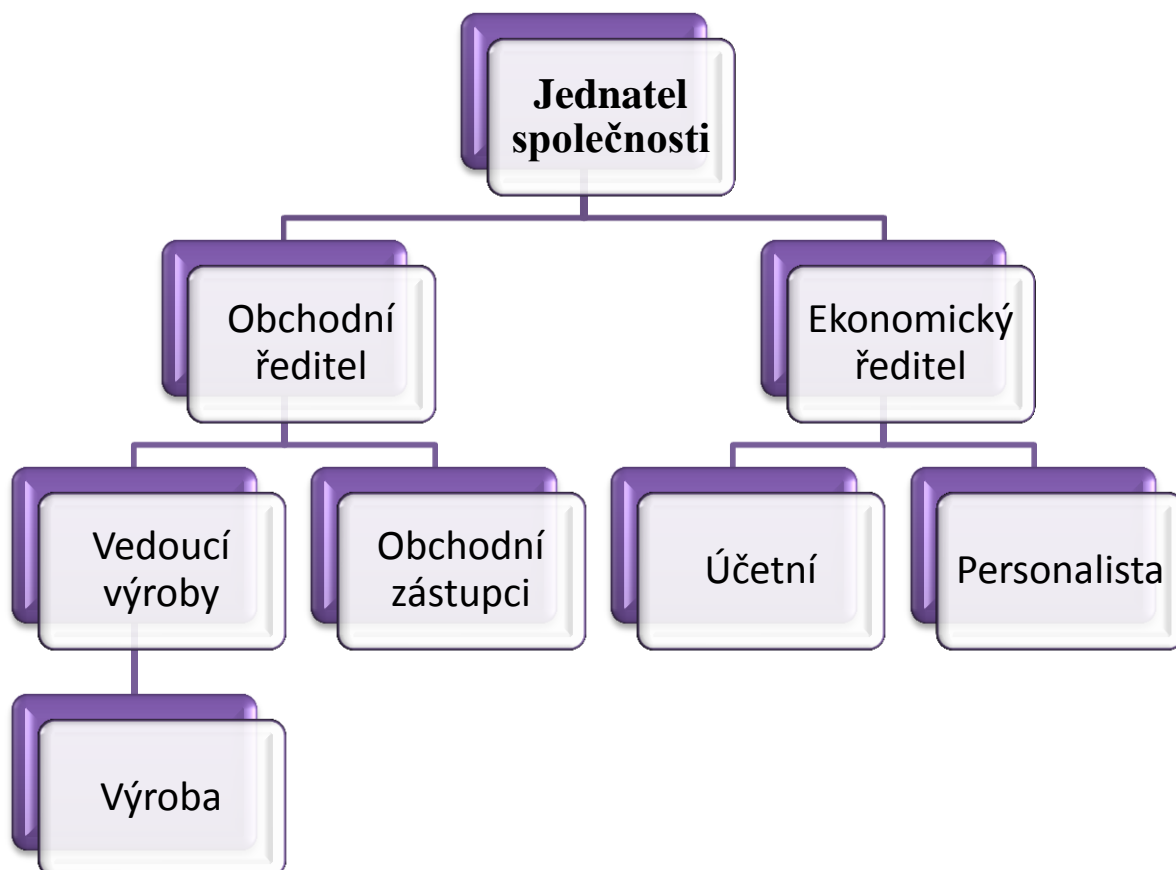 Jednatel
společnosti
Obchodní
ředitel
Ekonomický
ředitel
Vedoucí
výroby
Obchodní
zástupci
Účetní
Personalista
Výroba